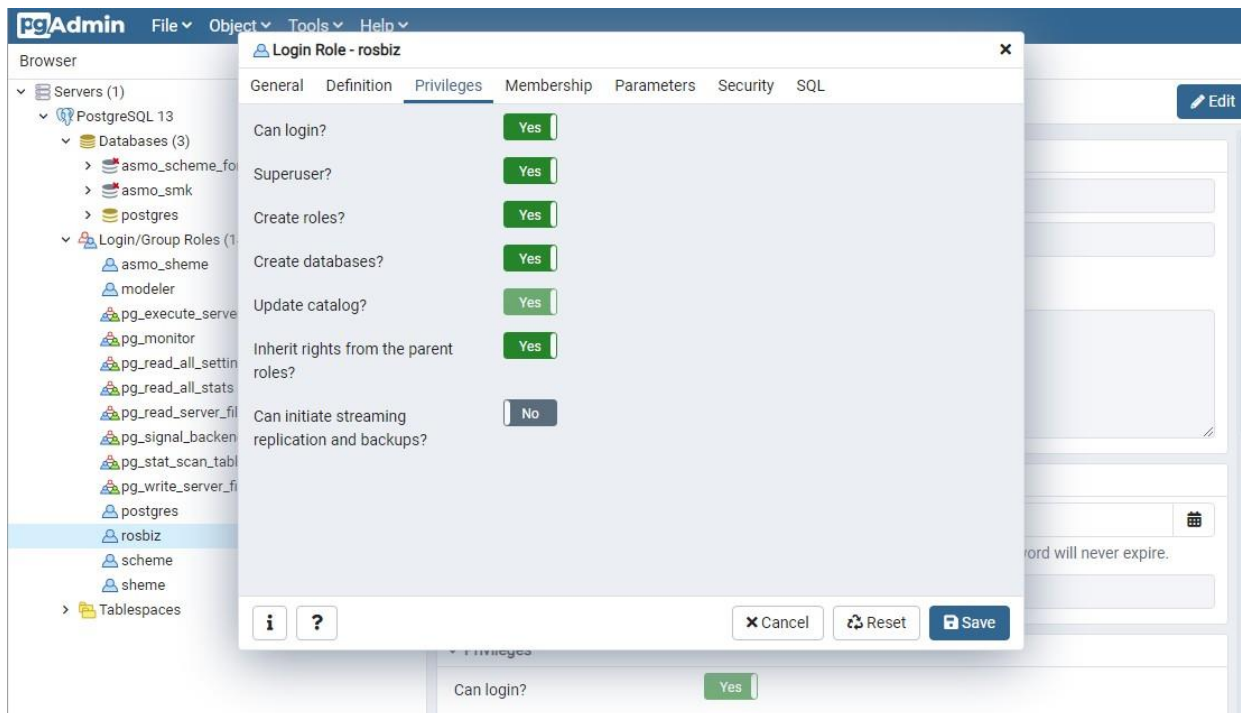 pgAdmin File Object Tools Help
Browser
Servers (1)
PostgreSQL 13
Databases (3)
asmo_scheme_fo
asmo_smk
postgres
Login/Group Roles (1
asmo_sheme
modeler
pg_execute_serve
pg_monitor
pg_read_all_settin
pg_read_all_stats
pg_read_server_fil
pg_signal_backen
pg_stat_scan_tabl
pg_write_server_fi
postgres
rosbiz
scheme
sheme
Tablespaces
Login Role - rosbiz
General Definition Privileges Membership Parameters Security SQL
Can login? Yes
Superuser? Yes
Create roles? Yes
Create databases? Yes
Update catalog? Yes
Inherit rights from the parent
roles? Yes
Can initiate streaming
replication and backups? No
i ? Cancel Reset Save
Edit
word will never expire.
Privileges
Can login? Yes